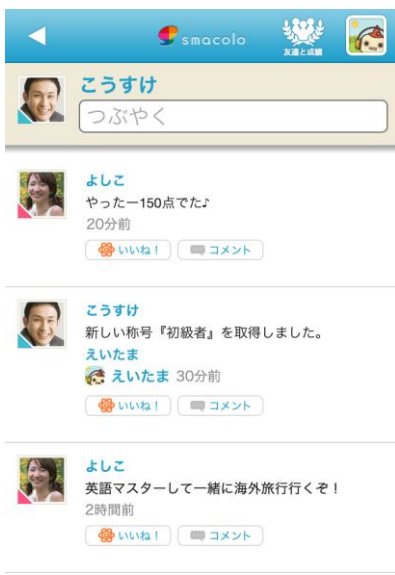 smacolo
友達と成績
こうすけ
つぶやく
よしこ
やったー150点でた♪
20分前
いいね！ コメント
こうすけ
新しい称号『初級者』を取得しました。
えいたま
えいたま 30分前
いいね！ コメント
よしこ
英語マスターして一緒に海外旅行行くぞ！
2時間前
いいね！ コメント